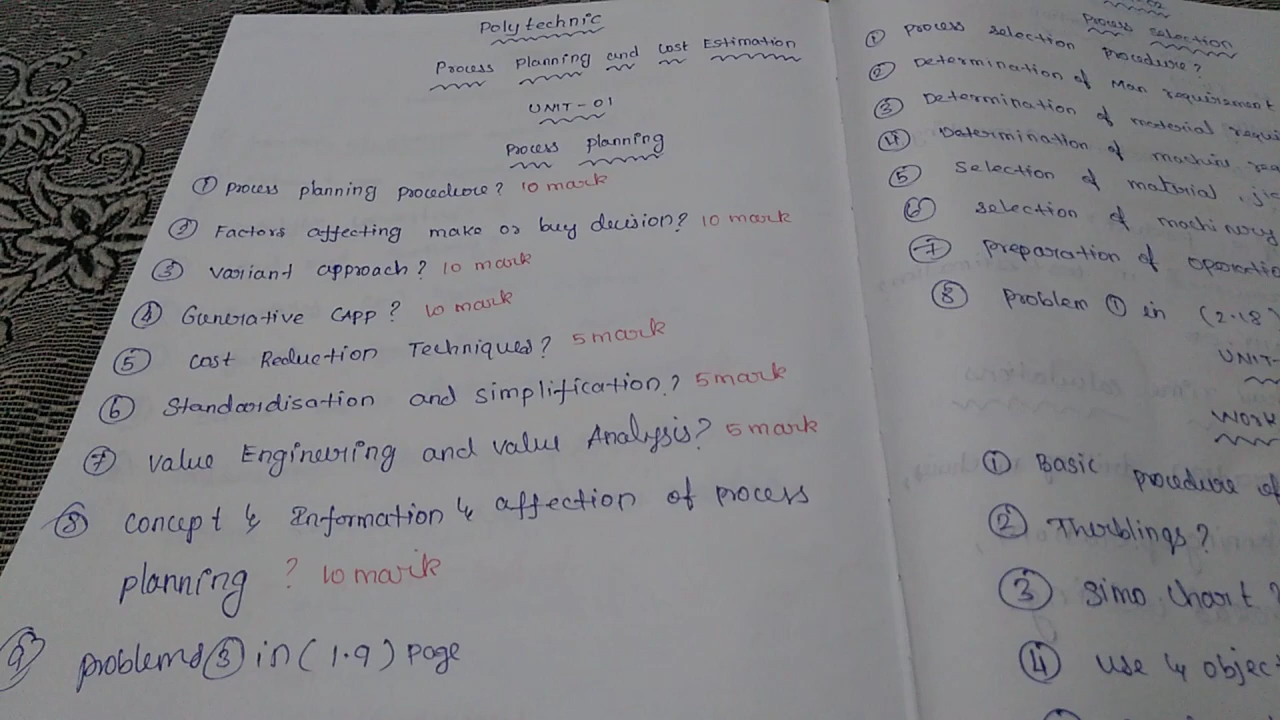 Polytechnic
Process Planning and Cost Estimation
UNIT-01
Process planning
① Process planning procedure? 10 mark
② Factors affecting make or buy decision? 10 mark
③ Variant approach? 10 mark
④ Generative CAPP? 10 mark
⑤ Cost Reduction Techniques? 5 mark
⑥ Standardisation and simplification? 5 mark
⑦ Value Engineering and value Analysis? 5 mark
⑧ Concept & Information & affection of process
planning ? 10 mark
⑨ problems ③ in (1.9) page
Process selection
① Process selection procedure?
② Determination of Man requirement
③ Determination of material
④ Determination of machine
⑤ Selection of material,
⑥ selection of machinery
⑦ preparation of
⑧ problem ① in (2.18)
UNIT-
WORK
① Basic procedure of
② Therblings?
③ Simo chart?
④ use &